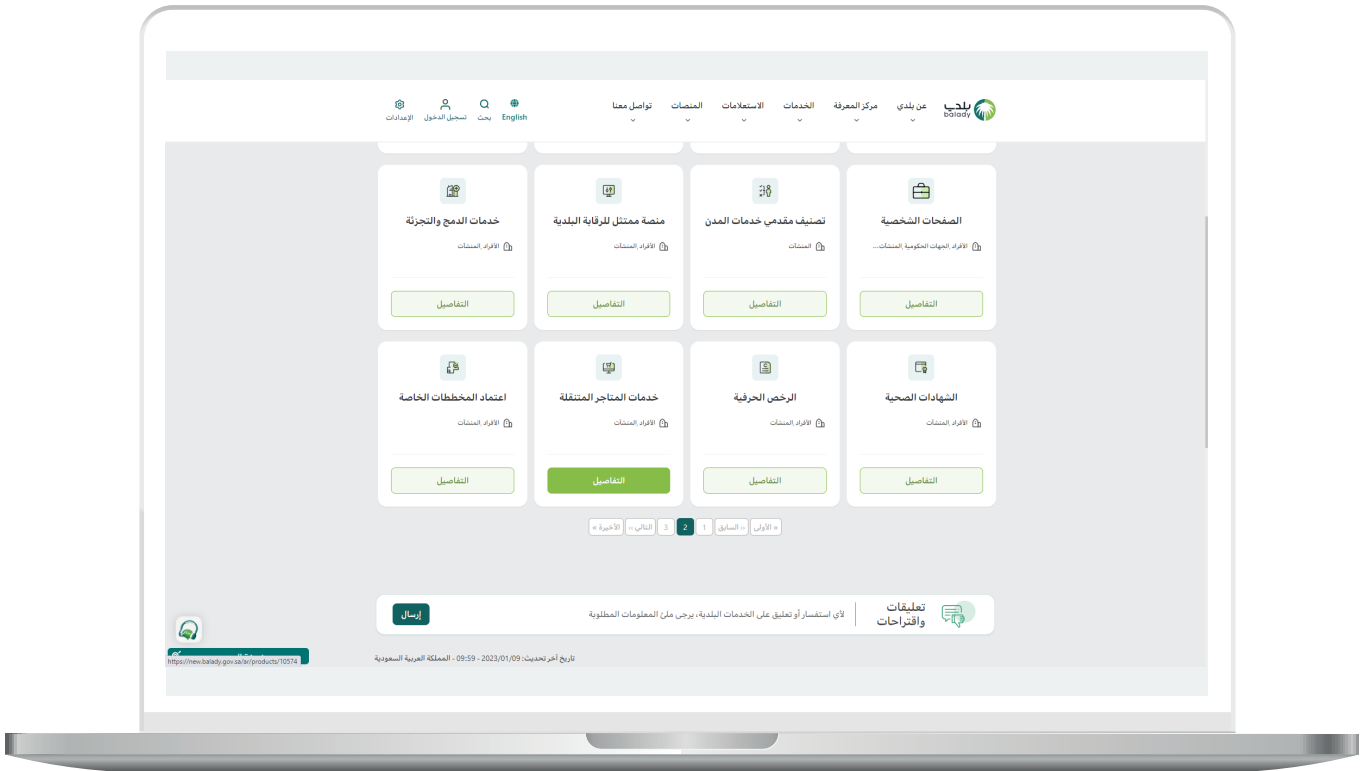 بلدي
balady
عن بلدي
مركز المعرفة
الخدمات
الاستعلامات
المنصات
تواصل معنا
English
بحث
تسجيل الدخول
الإعدادات
الصفحات الشخصية
الأفراد ,الجهات الحكومية ,المنشآت...
التفاصيل
تصنيف مقدمي خدمات المدن
المنشآت
التفاصيل
منصة ممتثل للرقابة البلدية
الأفراد ,المنشآت
التفاصيل
خدمات الدمج والتجزئة
الأفراد ,المنشآت
التفاصيل
الشهادات الصحية
الأفراد ,المنشآت
التفاصيل
الرخص الحرفية
الأفراد ,المنشآت
التفاصيل
خدمات المتاجر المتنقلة
الأفراد ,المنشآت
التفاصيل
اعتماد المخططات الخاصة
الأفراد ,المنشآت
التفاصيل
« الأولى ‹‹ السابق 1 2 3 التالي ›› الأخيرة »
تعليقات
واقتراحات
لأي استفسار أو تعليق على الخدمات البلدية، يرجى ملئ المعلومات المطلوبة
إرسال
تاريخ آخر تحديث: 2023/01/09 - 09:59 - المملكة العربية السعودية
https://new.balady.gov.sa/ar/products/10574